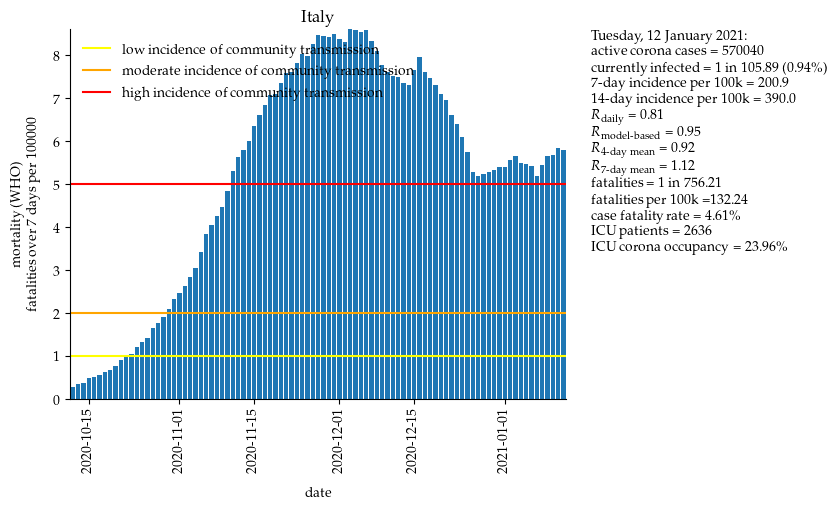 Italy
low incidence of community transmission
moderate incidence of community transmission
high incidence of community transmission
mortality (WHO)
fatalities over 7 days per 100000
8
7
6
5
4
3
2
1
0
2020-10-15
2020-11-01
2020-11-15
2020-12-01
2020-12-15
2021-01-01
date
Tuesday, 12 January 2021:
active corona cases = 570040
currently infected = 1 in 105.89 (0.94%)
7-day incidence per 100k = 200.9
14-day incidence per 100k = 390.0
R daily = 0.81
R model-based = 0.95
R 4-day mean = 0.92
R 7-day mean = 1.12
fatalities = 1 in 756.21
fatalities per 100k =132.24
case fatality rate = 4.61%
ICU patients = 2636
ICU corona occupancy = 23.96%